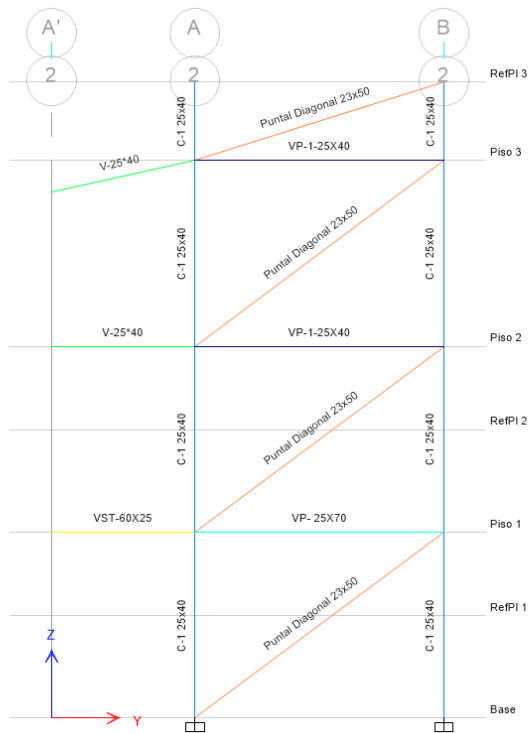 A'
A
B
2
2
2
RefPl 3
C-1 25x40
Puntal Diagonal 23x50
C-1 25x40
V-25*40
VP-1-25X40
Piso 3
C-1 25x40
Puntal Diagonal 23x50
C-1 25x40
V-25*40
VP-1-25X40
Piso 2
C-1 25x40
Puntal Diagonal 23x50
C-1 25x40
RefPl 2
VST-60X25
VP- 25X70
Piso 1
C-1 25x40
Puntal Diagonal 23x50
C-1 25x40
RefPl 1
Z
Y
Base